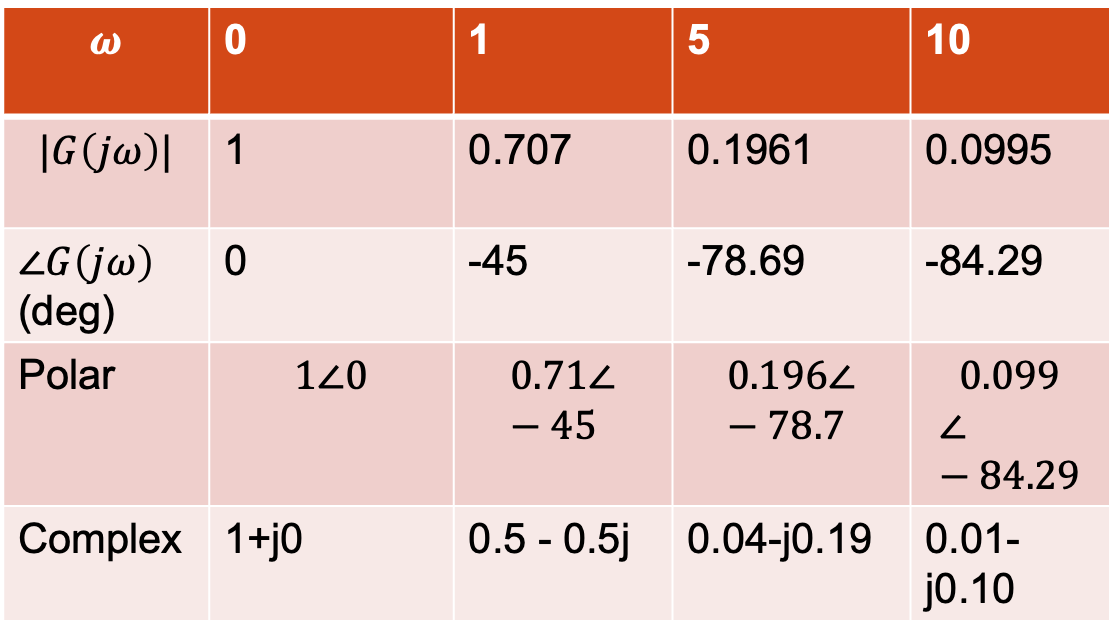 ω 0 1 5 10
|G(jω)| 1 0.707 0.1961 0.0995
∠G(jω) 0 -45 -78.69 -84.29
(deg)
Polar 1∠0 0.71∠ 0.196∠ 0.099
− 45 − 78.7 ∠
− 84.29
Complex 1+j0 0.5 - 0.5j 0.04-j0.19 0.01-
j0.10